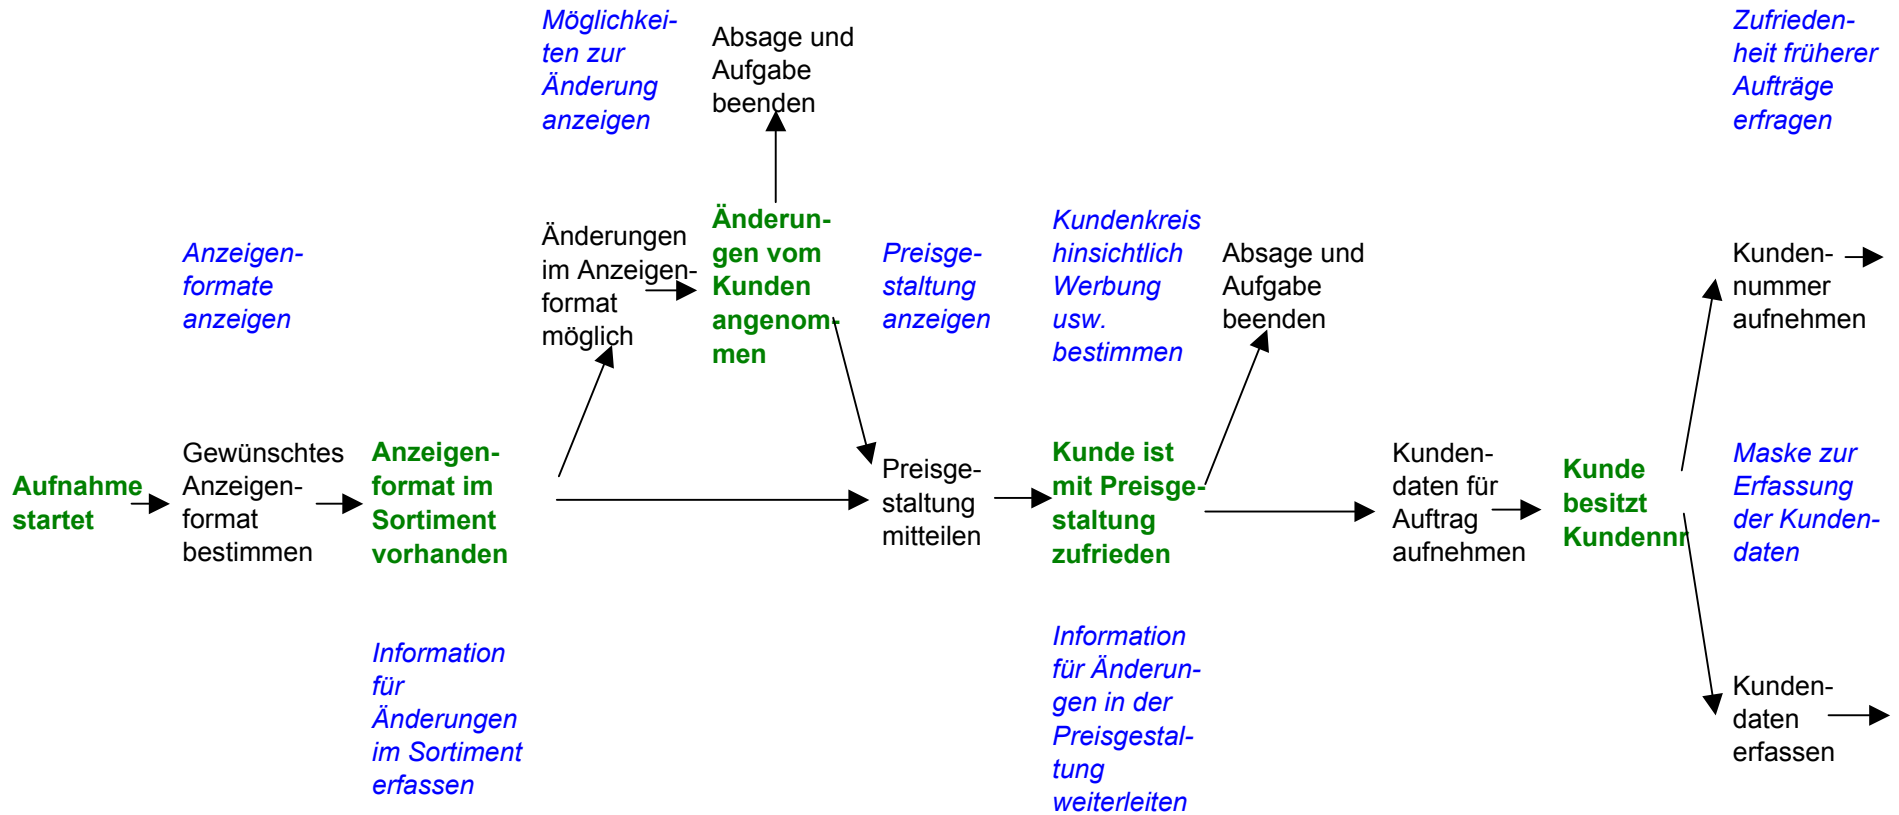 Möglichkei-
ten zur
Änderung
anzeigen
Absage und
Aufgabe
beenden
Zufrieden-
heit früherer
Aufträge
erfragen
Anzeigen-
formate
anzeigen
Änderungen
im Anzeigen-
format
möglich
Änderun-
gen vom
Kunden
angenom-
men
Preisge-
staltung
anzeigen
Kundenkreis
hinsichtlich
Werbung
usw.
bestimmen
Absage und
Aufgabe
beenden
Kunden-
nummer
aufnehmen
Aufnahme
startet
Gewünschtes
Anzeigen-
format
bestimmen
Anzeigen-
format im
Sortiment
vorhanden
Preisge-
staltung
mitteilen
Kunde ist
mit Preisge-
staltung
zufrieden
Kunden-
daten für
Auftrag
aufnehmen
Kunde
besitzt
Kundennr
Maske zur
Erfassung
der Kunden-
daten
Information
für
Änderungen
im Sortiment
erfassen
Information
für Änderun-
gen in der
Preisgestal-
tung
weiterleiten
Kunden-
daten
erfassen